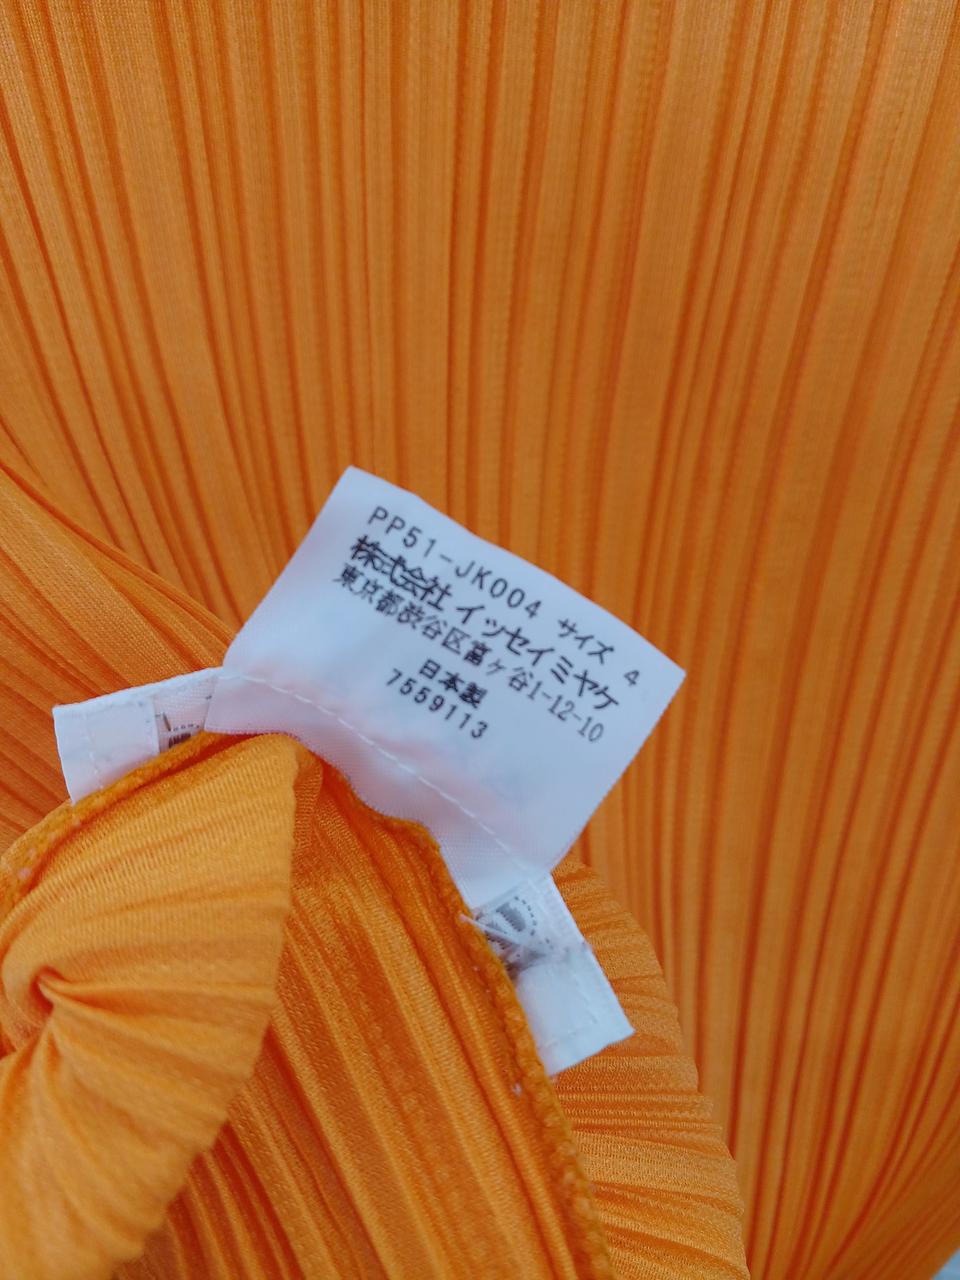 PP51-JK004 サイズ 4
株式会社 イッセイミヤケ
東京都渋谷区富ヶ谷1-12-10
日本製
7559113